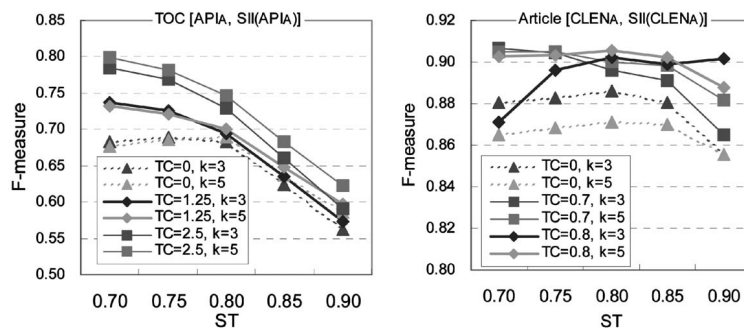 TOC [APIA, SII(APIA)]
F-measure
0.85
0.80
0.75
0.70
0.65
0.60
0.55
0.50
TC=0, k=3
TC=0, k=5
TC=1.25, k=3
TC=1.25, k=5
TC=2.5, k=3
TC=2.5, k=5
0.70 0.75 0.80 0.85 0.90
ST
Article [CLENA, SII(CLENA)]
F-measure
0.92
0.90
0.88
0.86
0.84
0.82
0.80
TC=0, k=3
TC=0, k=5
TC=0.7, k=3
TC=0.7, k=5
TC=0.8, k=3
TC=0.8, k=5
0.70 0.75 0.80 0.85 0.90
ST